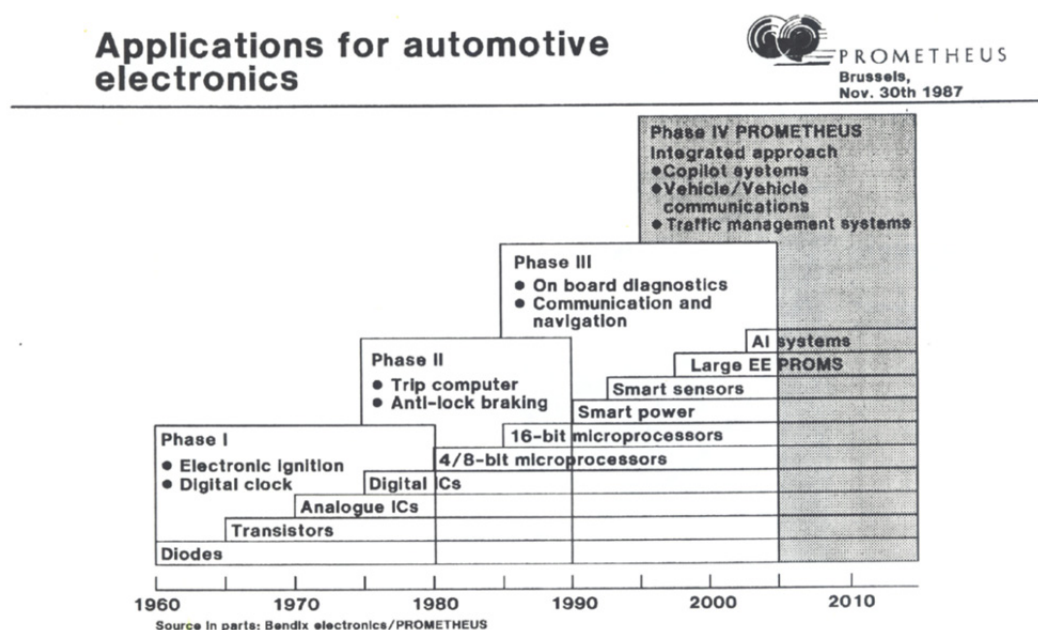 Applications for automotive
electronics
PROMETHEUS
Brussels,
Nov. 30th 1987
Phase IV PROMETHEUS
Integrated approach
● Copilot systems
● Vehicle/Vehicle
communications
● Traffic management systems
Phase III
● On board diagnostics
● Communication and
navigation
AI systems
Phase II
Large EE PROMS
● Trip computer
Smart sensors
● Anti-lock braking
Smart power
Phase I
16-bit microprocessors
● Electronic ignition
4/8-bit microprocessors
● Digital clock
Digital ICs
Analogue ICs
Transistors
Diodes
1960 1970 1980 1990 2000 2010
Source in parts: Bendix electronics/PROMETHEUS